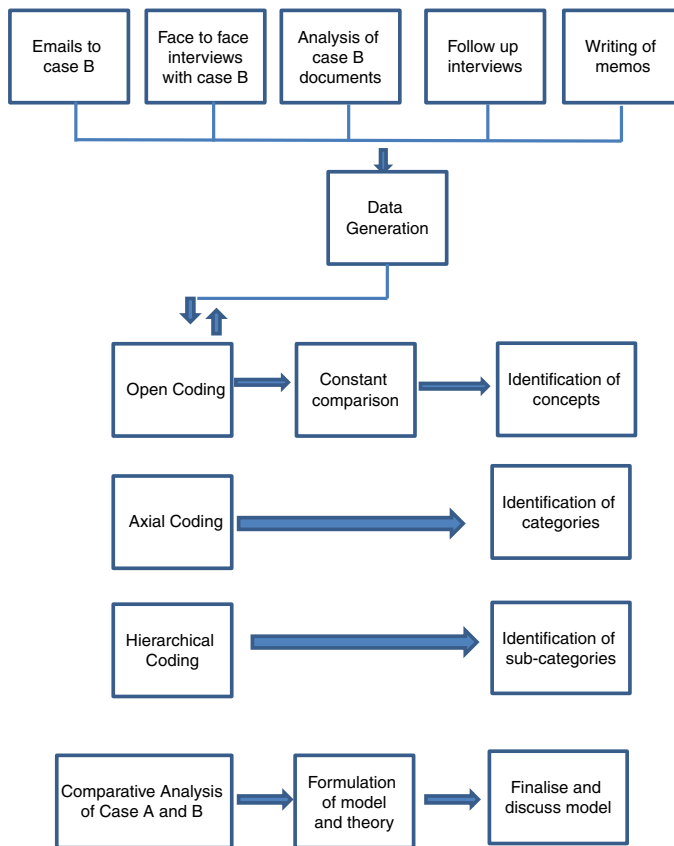 Emails to
case B
Face to face
interviews
with case B
Analysis of
case B
documents
Follow up
interviews
Writing of
memos
Data
Generation
Open Coding
Constant
comparison
Identification of
concepts
Axial Coding
Identification of
categories
Hierarchical
Coding
Identification of
sub-categories
Comparative Analysis
of Case A and B
Formulation
of model
and theory
Finalise and
discuss model